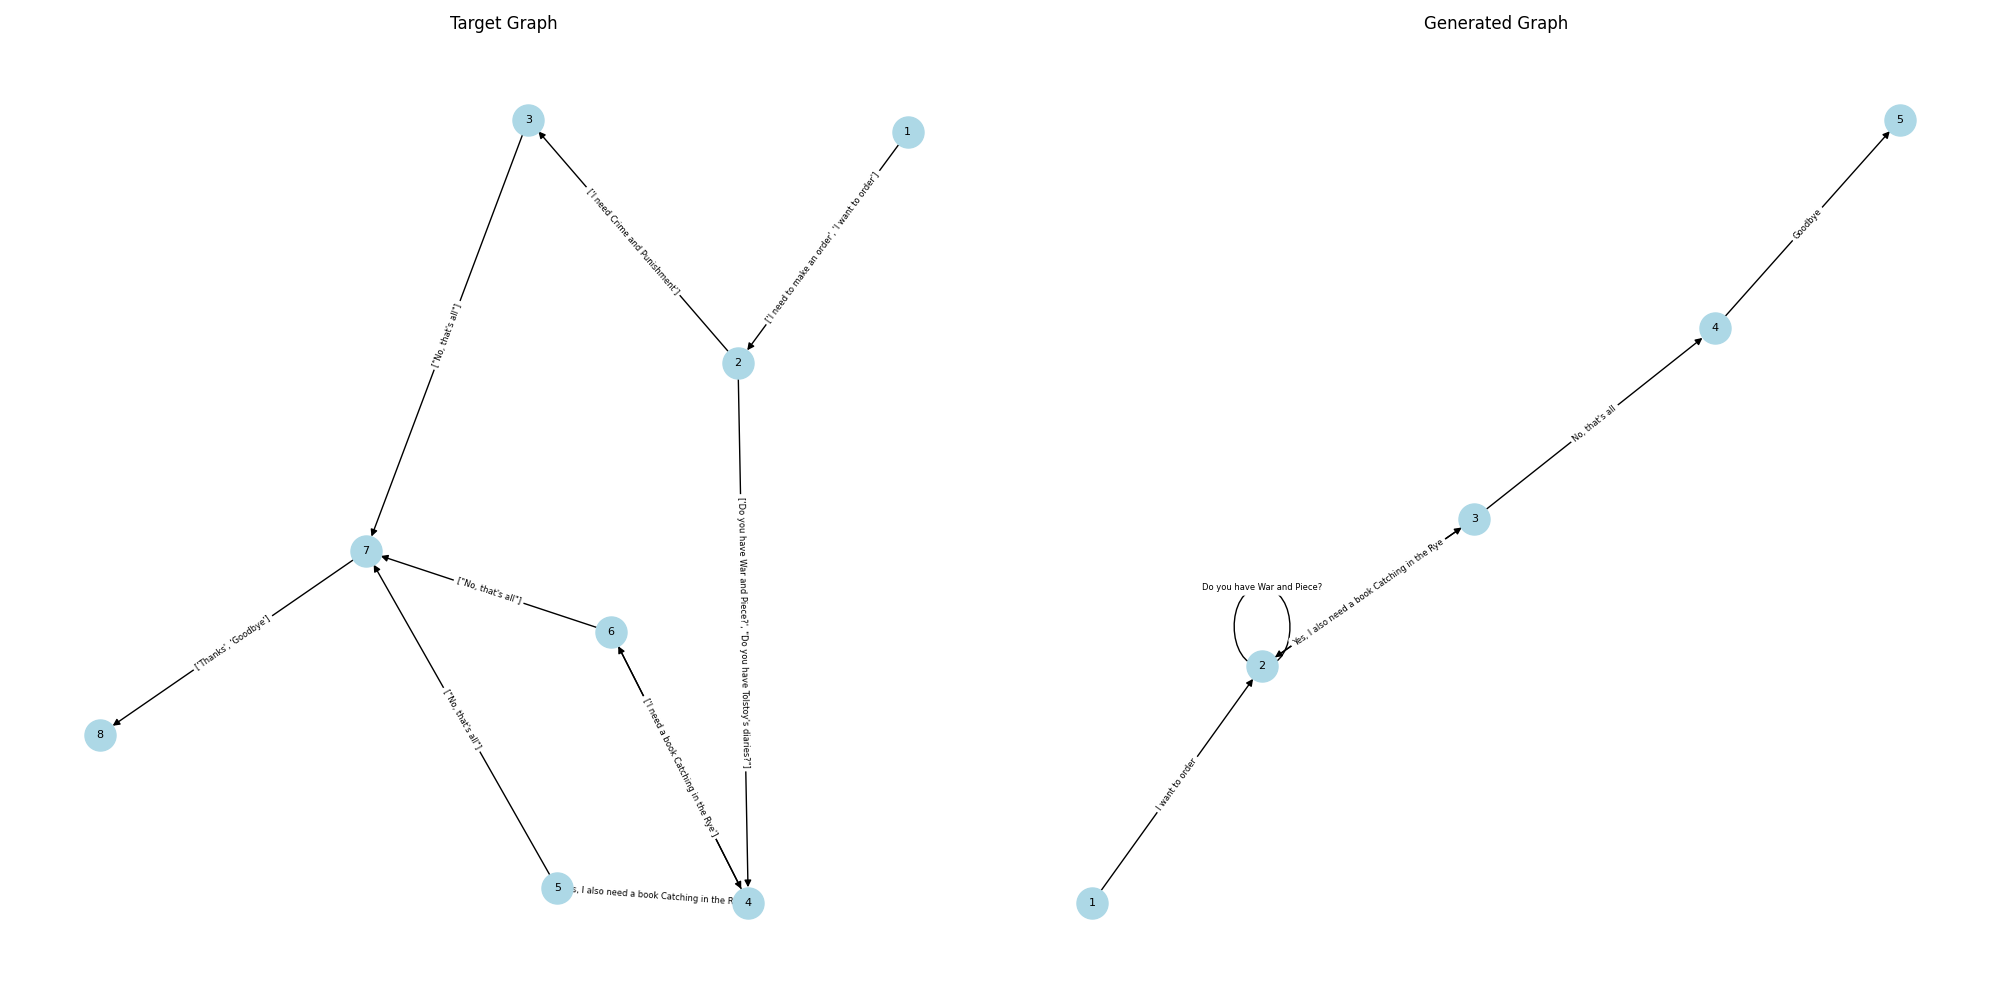 Target Graph
3
1
['I need Crime and Punishment']
['I need to make an order', 'I want to order']
["No, that's all"]
2
['Do you have War and Piece?', "Do you have Tolstoy's diaries?"]
7
["No, that's all"]
6
['Thanks', 'Goodbye']
["No, that's all"]
['I need a book Catching in the Rye']
8
5
, I also need a book Catching in the
4
Generated Graph
5
Goodbye
4
No, that's all
3
Yes, I also need a book Catching in the Rye
Do you have War and Piece?
2
I want to order
1